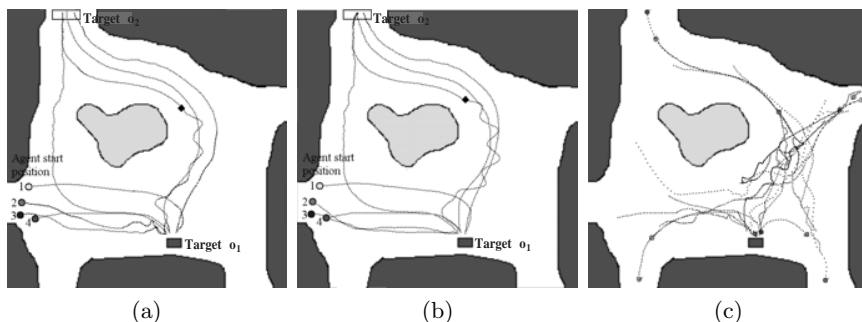 Target o2
Agent start
position
1
2
3
4
Target o1
Target o2
Agent start
position
1
2
3
4
Target o1
(a)
(b)
(c)